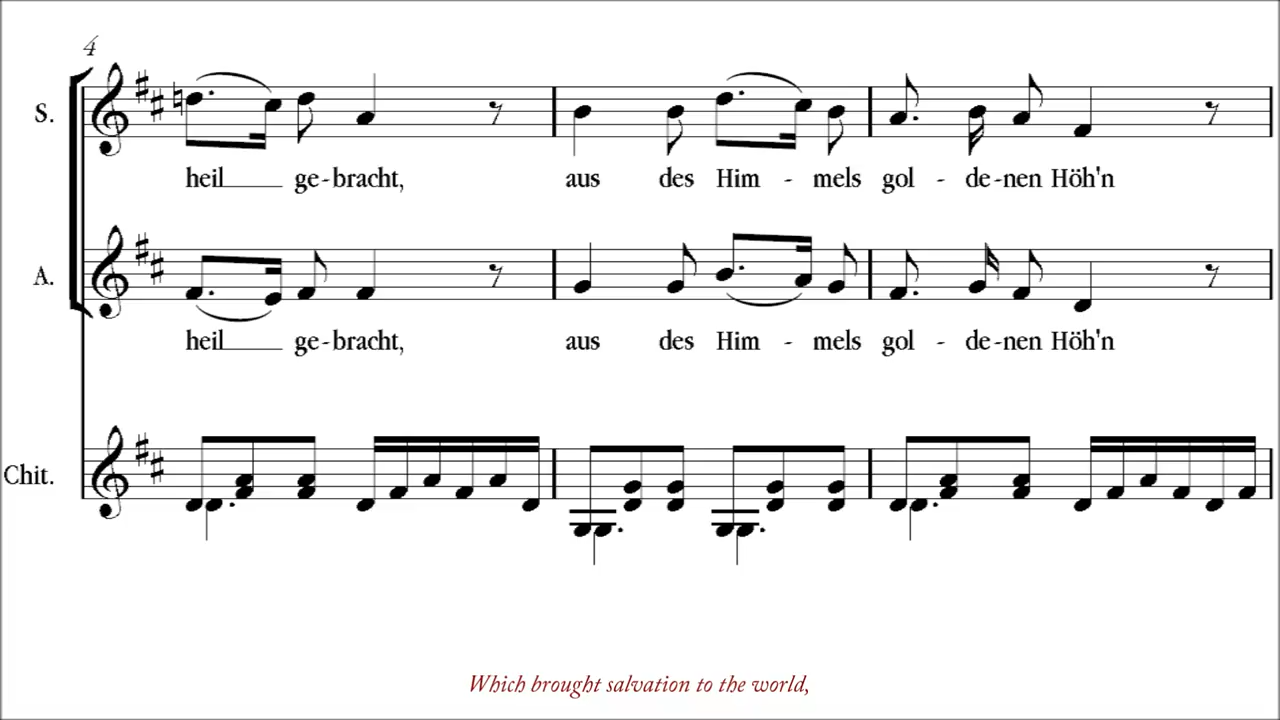 4
S.
heil ge-bracht, aus des Him - mels gol - de-nen Höh'n
A.
heil ge-bracht, aus des Him - mels gol - de-nen Höh'n
Chit.
Which brought salvation to the world,